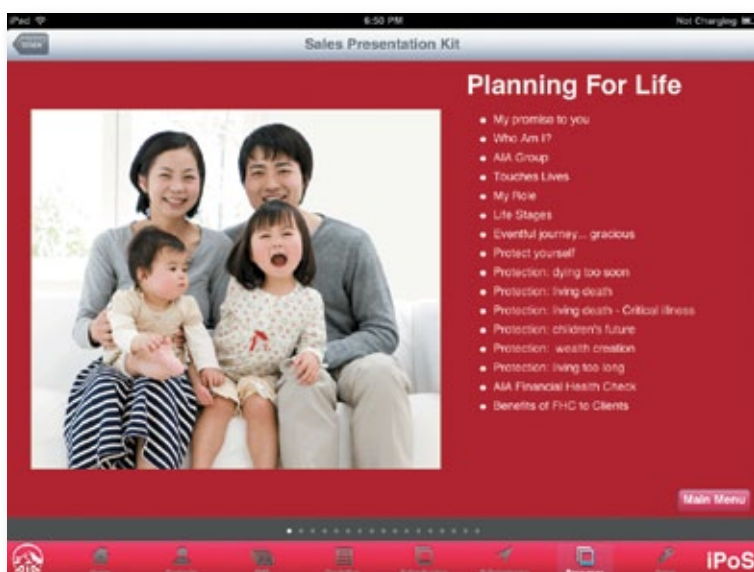 iPad
6:50 PM
Not Charging
Sales Presentation Kit
Planning For Life
My promise to you
Who Am I?
AIA Group
Touches Lives
My Role
Life Stages
Eventful journey... gracious
Protect yourself
Protection: dying too soon
Protection: living death
Protection: living death - Critical illness
Protection: children's future
Protection: wealth creation
Protection: living too long
AIA Financial Health Check
Benefits of FHC to Clients
Main Menu
iPoS